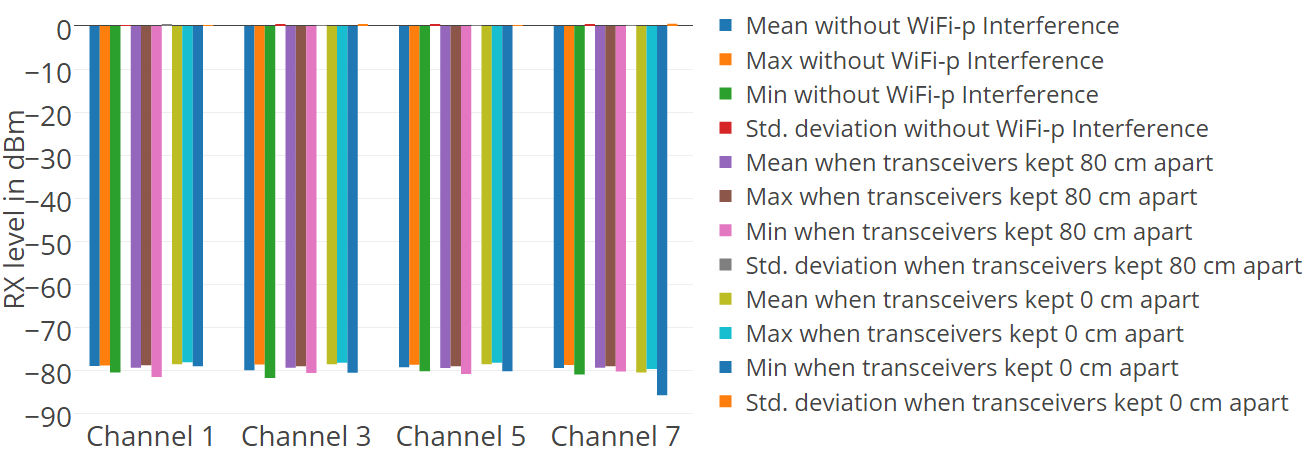 0
−10
−20
−30
−40
−50
−60
−70
−80
−90
RX level in dBm
Channel 1
Channel 3
Channel 5
Channel 7
Mean without WiFi-p Interference
Max without WiFi-p Interference
Min without WiFi-p Interference
Std. deviation without WiFi-p Interference
Mean when transceivers kept 80 cm apart
Max when transceivers kept 80 cm apart
Min when transceivers kept 80 cm apart
Std. deviation when transceivers kept 80 cm apart
Mean when transceivers kept 0 cm apart
Max when transceivers kept 0 cm apart
Min when transceivers kept 0 cm apart
Std. deviation when transceivers kept 0 cm apart